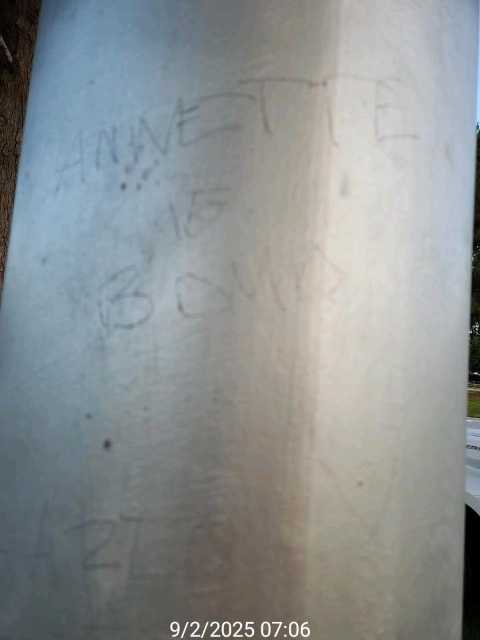 ANNETTE
IS
BOMB
9/2/2025 07:06